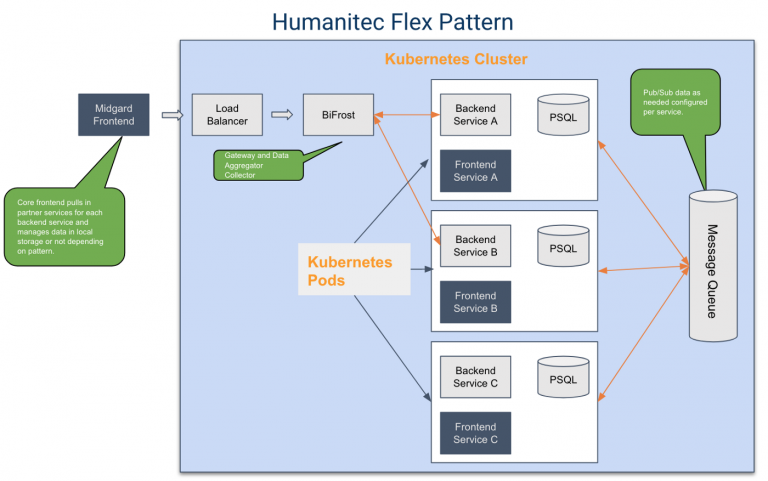 Humanitec Flex Pattern
Kubernetes Cluster
Midgard
Frontend
Load
Balancer
BiFrost
Gateway and Data
Aggregator
Collector
Core frontend pulls in
partner services for each
backend service and
manages data in local
storage or not depending
on pattern.
Backend
Service A
PSQL
Frontend
Service A
Pub/Sub data as
needed configured
per service.
Kubernetes
Pods
Backend
Service B
PSQL
Frontend
Service B
Message Queue
Backend
Service C
PSQL
Frontend
Service C